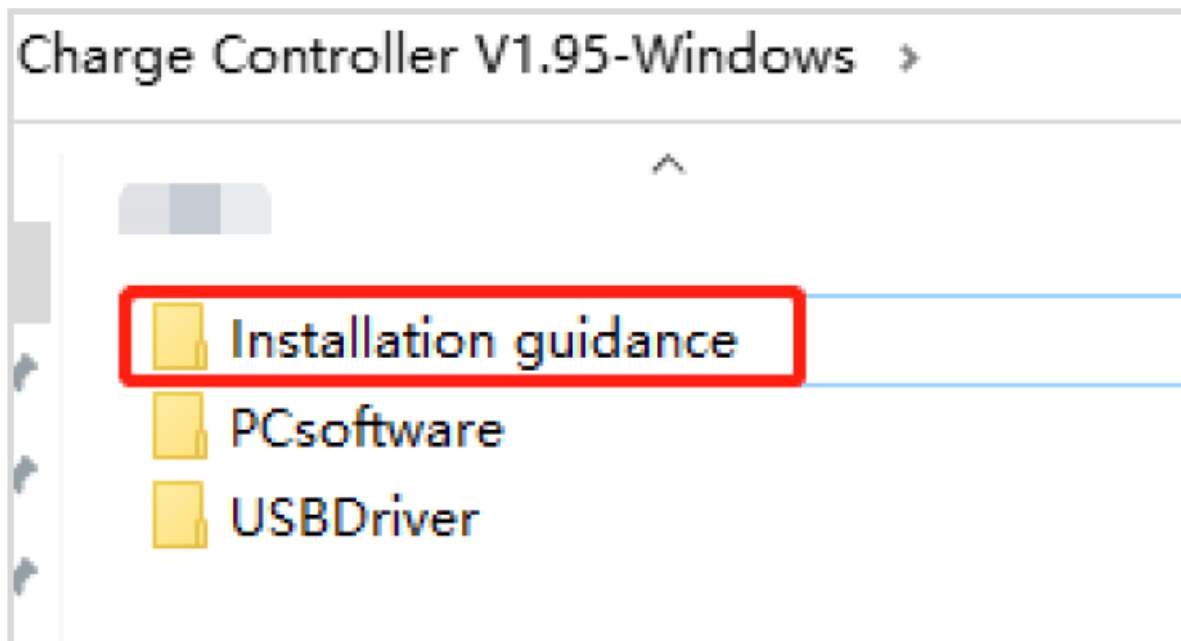 Charge Controller V1.95-Windows
Installation guidance
PCsoftware
USBDriver